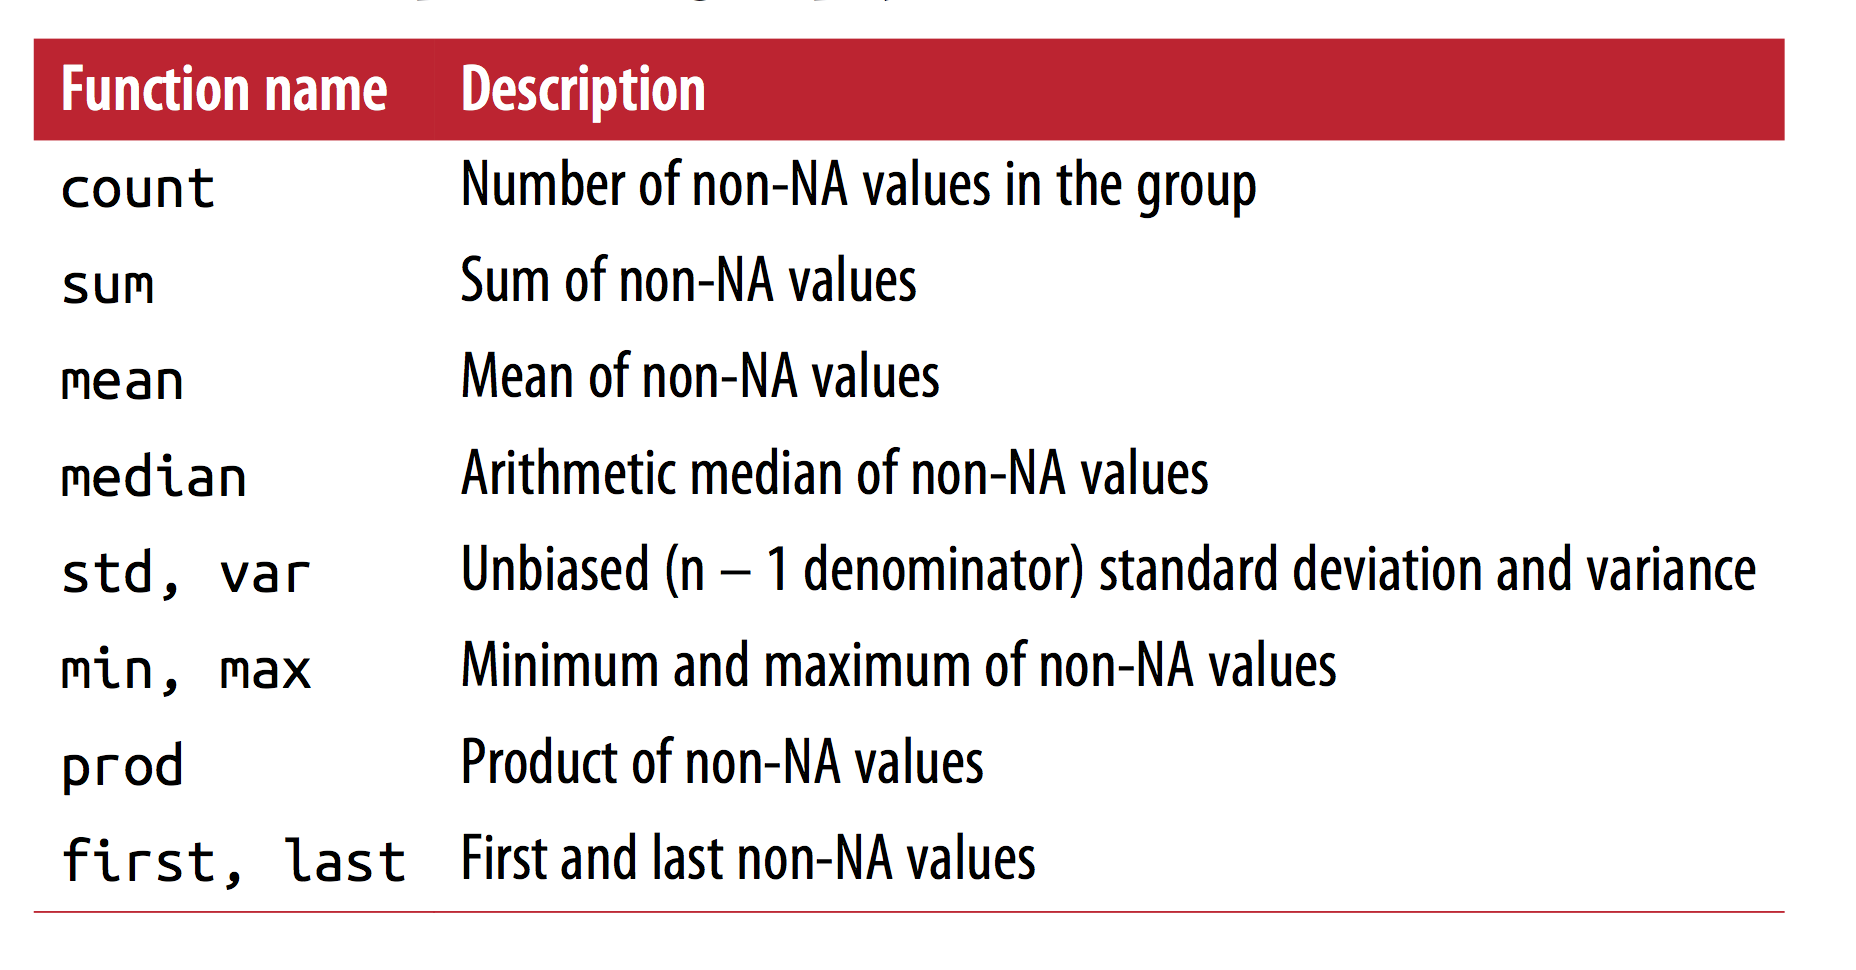 Function name Description
count Number of non-NA values in the group
sum Sum of non-NA values
mean Mean of non-NA values
median Arithmetic median of non-NA values
std, var Unbiased (n – 1 denominator) standard deviation and variance
min, max Minimum and maximum of non-NA values
prod Product of non-NA values
first, last First and last non-NA values